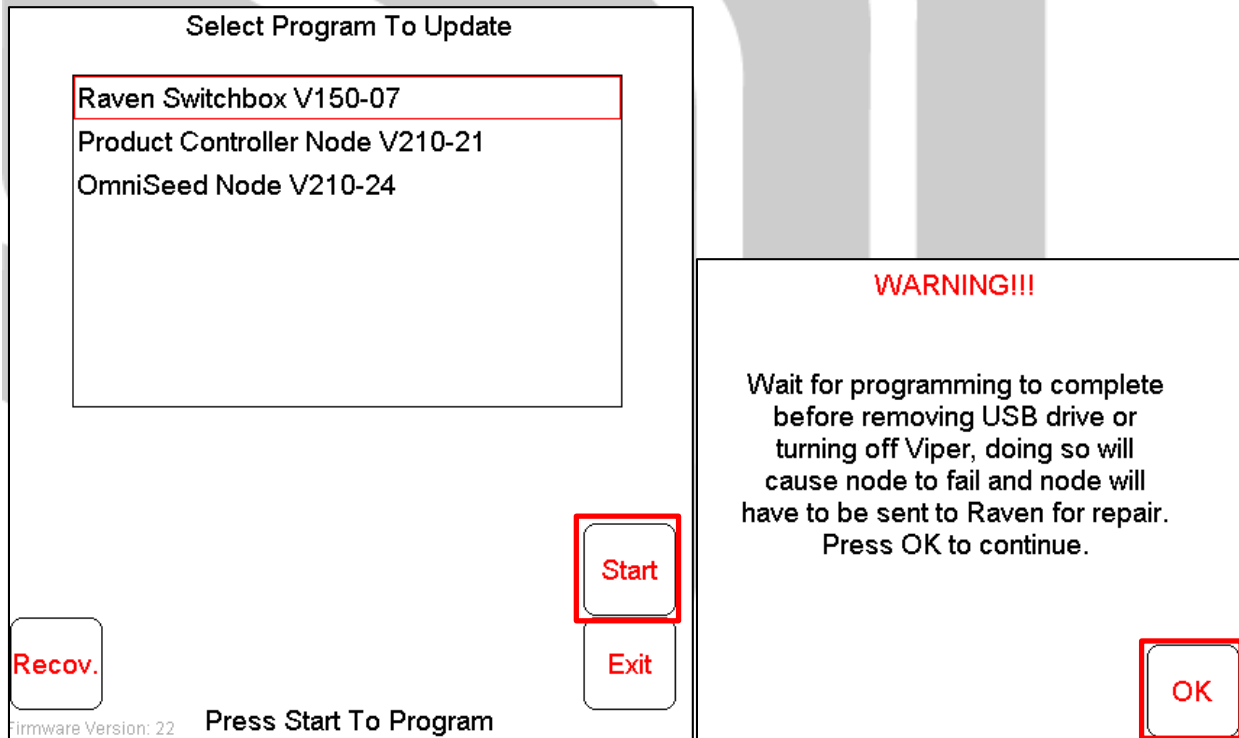 Select Program To Update
Raven Switchbox V150-07
Product Controller Node V210-21
OmniSeed Node V210-24
Start
Recov.
Exit
Firmware Version: 22
Press Start To Program
WARNING!!!
Wait for programming to complete
before removing USB drive or
turning off Viper, doing so will
cause node to fail and node will
have to be sent to Raven for repair.
Press OK to continue.
OK